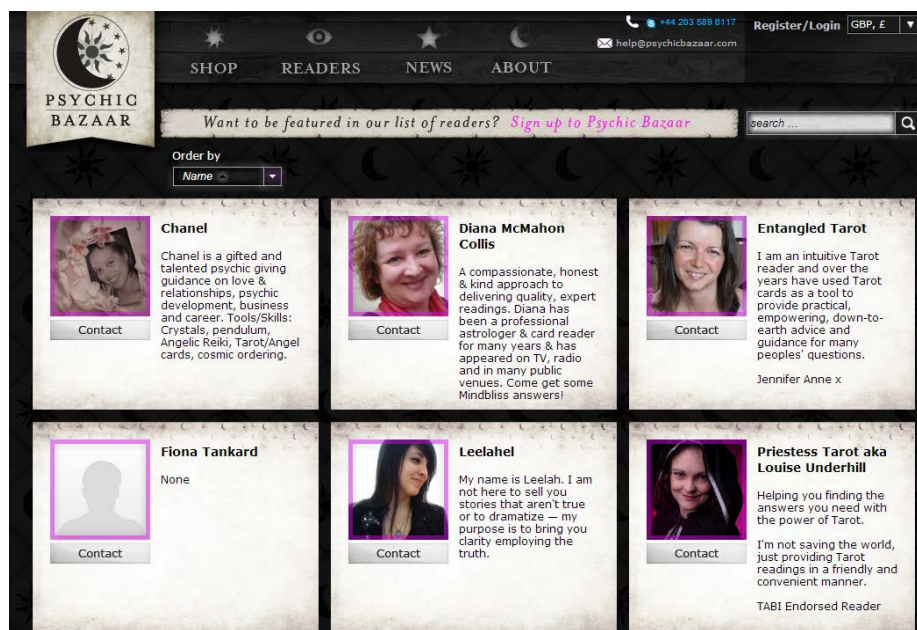 +44 203 589 6117
Register/Login
GBP, £
help@psychicbazaar.com
SHOP
READERS
NEWS
ABOUT
PSYCHIC
BAZAAR
Want to be featured in our list of readers? Sign up to Psychic Bazaar
search ...
Order by
Name
Chanel
Chanel is a gifted and
talented psychic giving
guidance on love &
relationships, psychic
development, business
and career. Tools/Skills:
Crystals, pendulum,
Angelic Reiki, Tarot/Angel
cards, cosmic ordering.
Contact
Diana McMahon
Collis
A compassionate, honest
& kind approach to
delivering quality, expert
readings. Diana has
been a professional
astrologer & card reader
for many years & has
appeared on TV, radio
and in many public
venues. Come get some
Mindbliss answers!
Contact
Entangled Tarot
I am an intuitive Tarot
reader and over the
years have used Tarot
cards as a tool to
provide practical,
empowering, down-to-
earth advice and
guidance for many
peoples' questions.
Jennifer Anne x
Contact
Fiona Tankard
None
Contact
Leelahel
My name is Leelah. I am
not here to sell you
stories that aren't true
or to dramatize — my
purpose is to bring you
clarity employing the
truth.
Contact
Priestess Tarot aka
Louise Underhill
Helping you finding the
answers you need with
the power of Tarot.
I'm not saving the world,
just providing Tarot
readings in a friendly and
convenient manner.
TABI Endorsed Reader
Contact